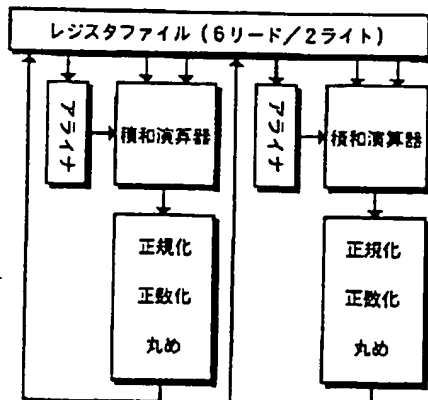 レジスタファイル(6リード/2ライト)
アライナ
積和演算器
アライナ
積和演算器
正規化
正数化
丸め
正規化
正数化
丸め